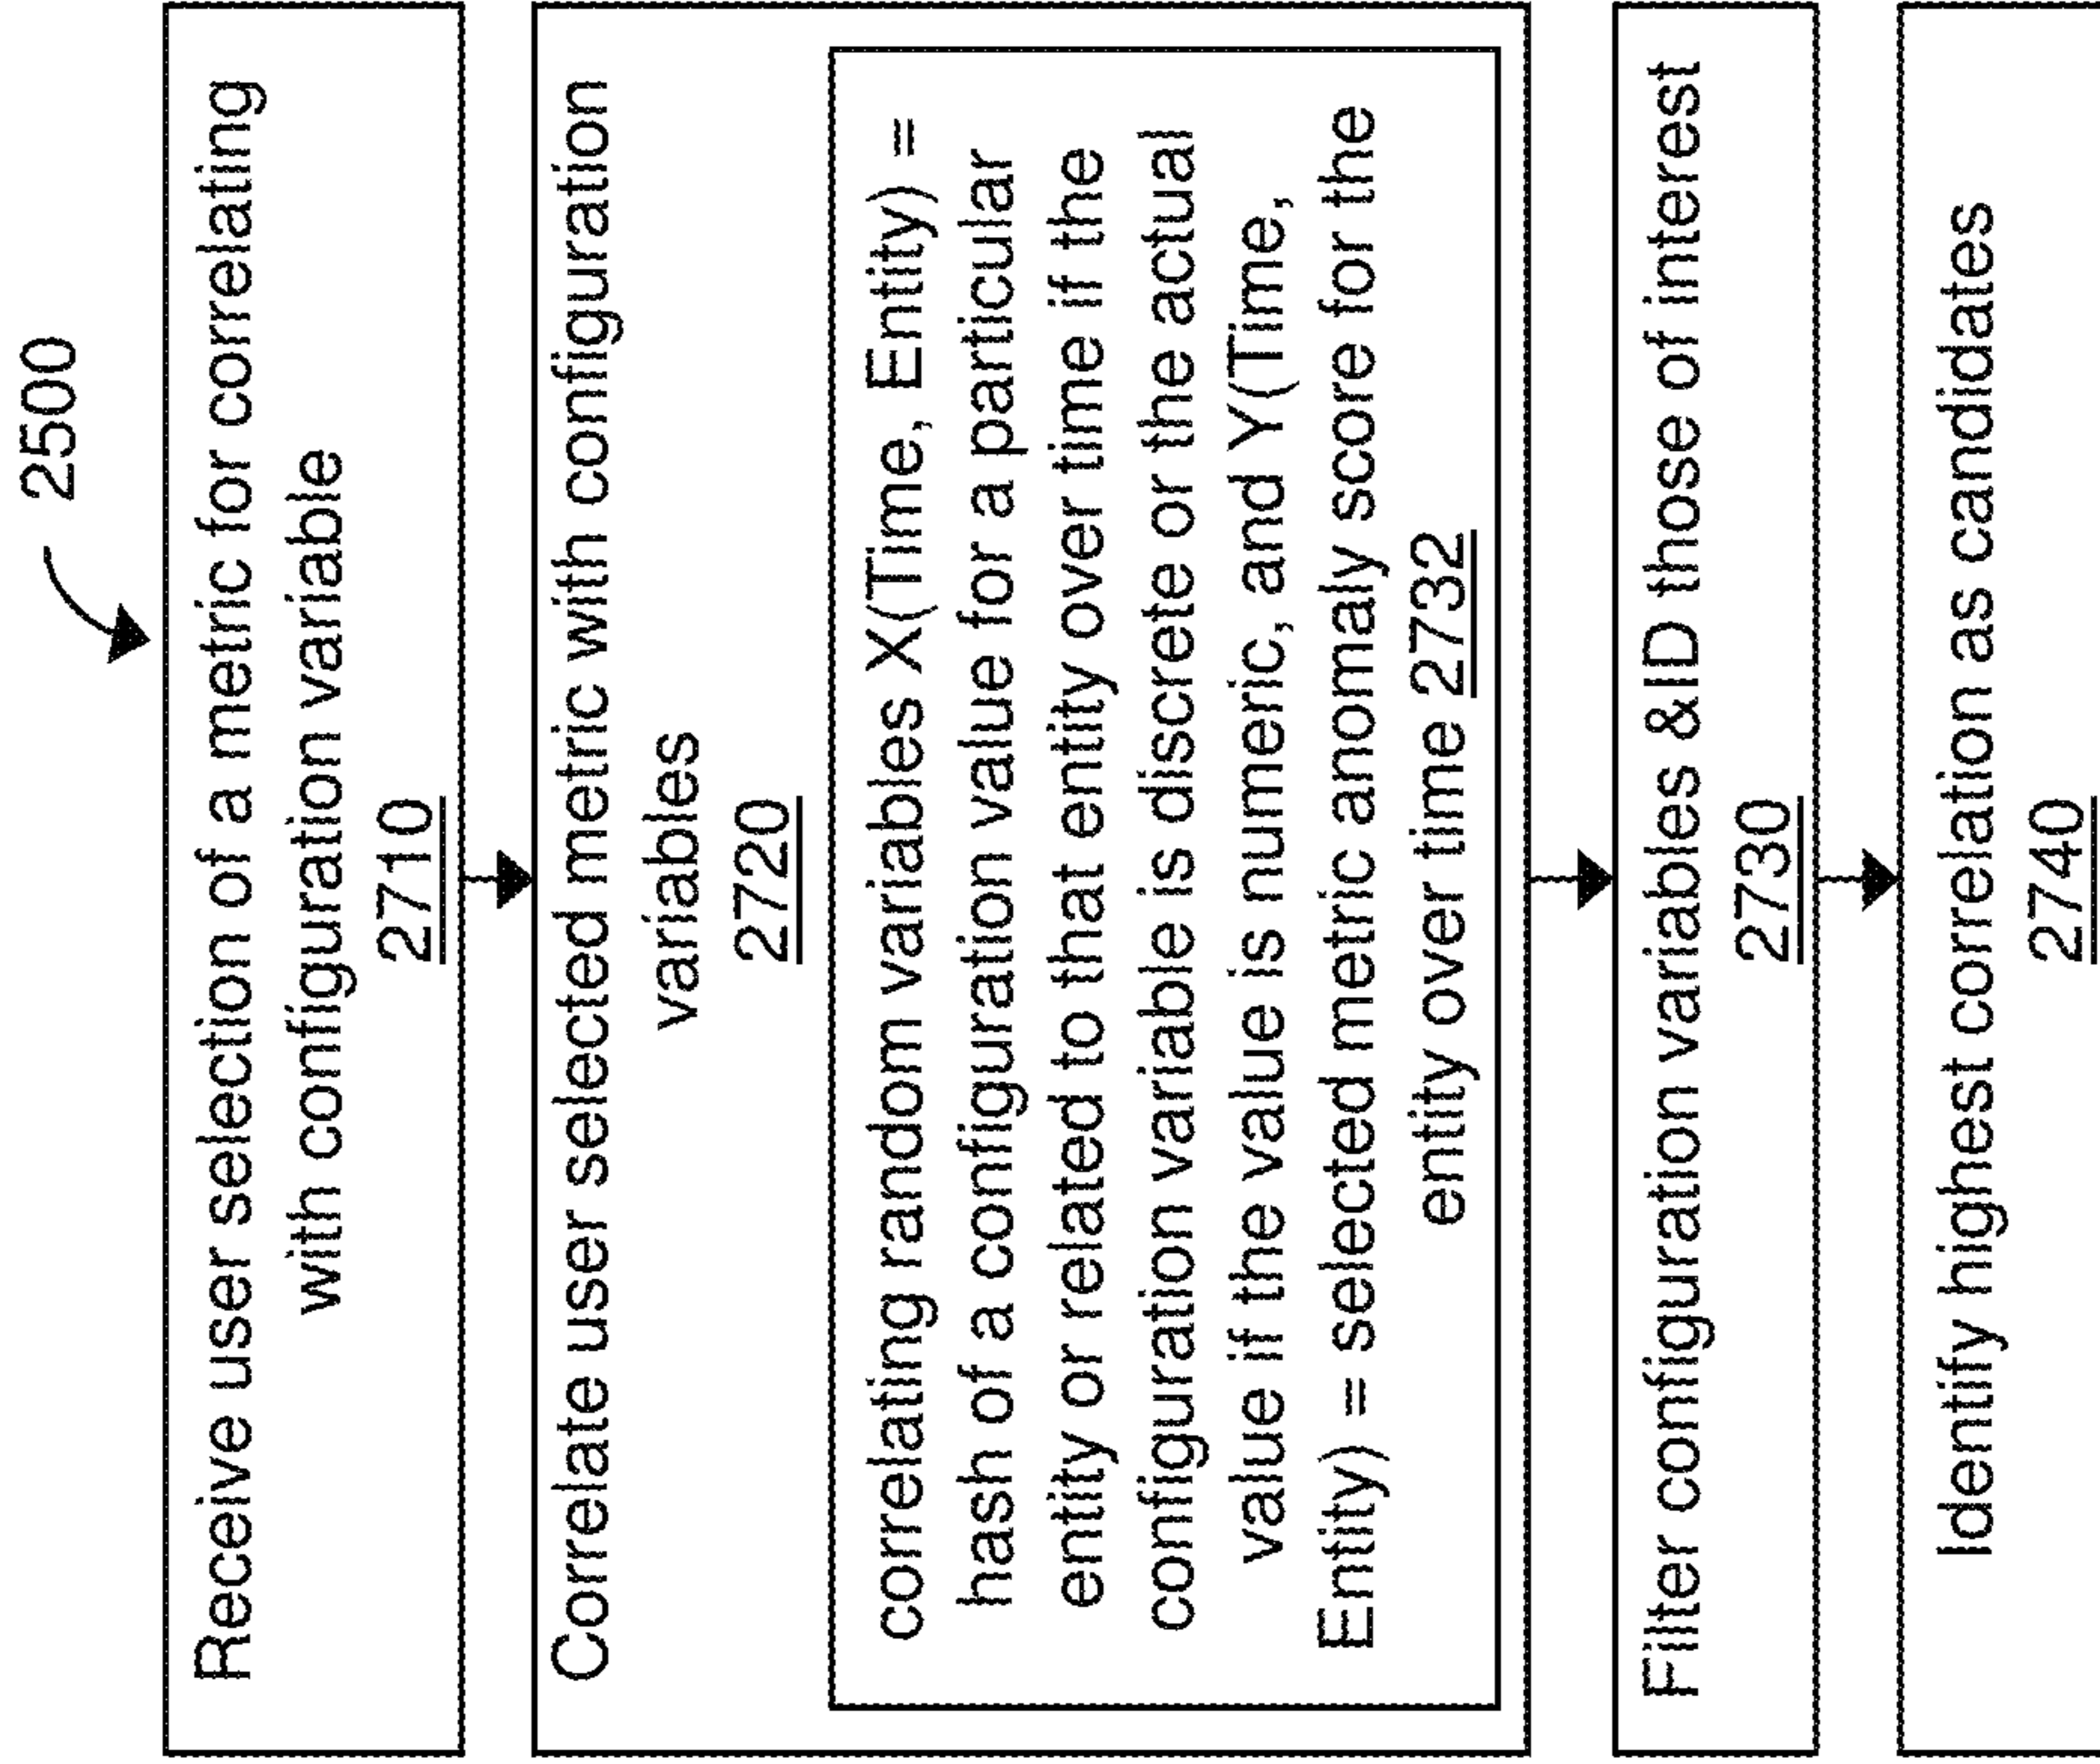 2500
Receive user selection of a metric for correlating
with configuration variable
2710
Correlate user selected metric with configuration
variables
2720
correlating random variables X(Time, Entity) =
hash of a configuration value for a particular
entity or related to that entity over time if the
configuration variable is discrete or the actual
value if the value is numeric, and Y(Time,
Entity) = selected metric anomaly score for the
entity over time 2732
Filter configuration variables &ID those of interest
2730
Identify highest correlation as candidates
2740